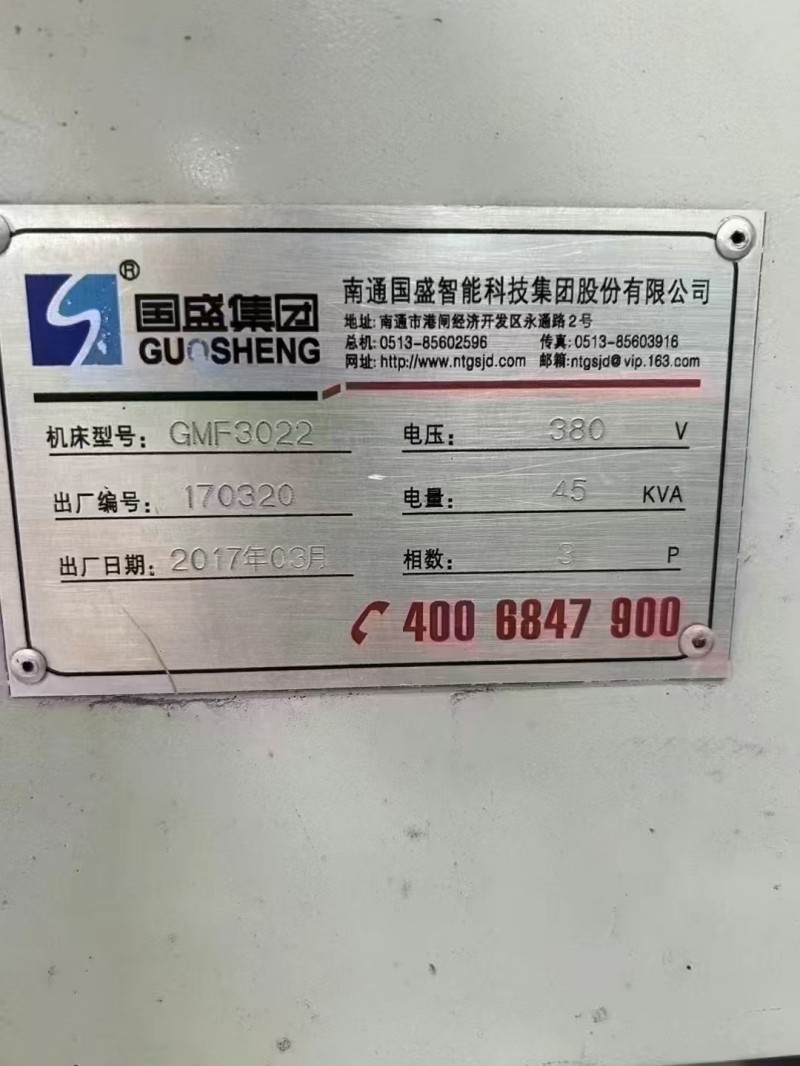 ®
国盛集团
GUOSHENG
南通国盛智能科技集团股份有限公司
地址:南通市港闸经济开发区永通路2号
总机:0513-85602596 传真:0513-85603916
网址:http://www.ntgsjd.com 邮箱:ntgsjd@vip.163.com
机床型号: GMF3022 电压: 380 V
出厂编号: 170320 电量: 45 KVA
出厂日期: 2017年03月 相数: 3 P
400 6847 900